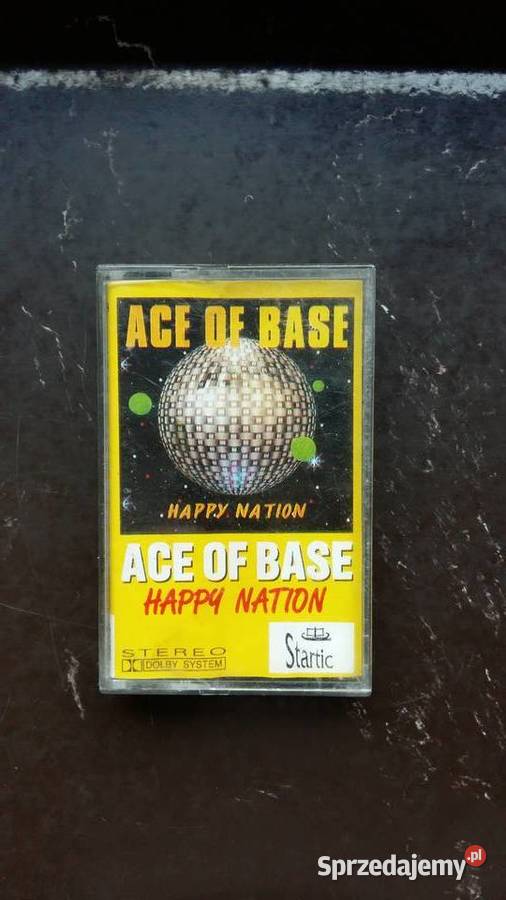 ACE OF BASE
HAPPY NATION
ACE OF BASE
HAPPY NATION
STEREO
DOLBY SYSTEM
Startic
Sprzedajemy.pl